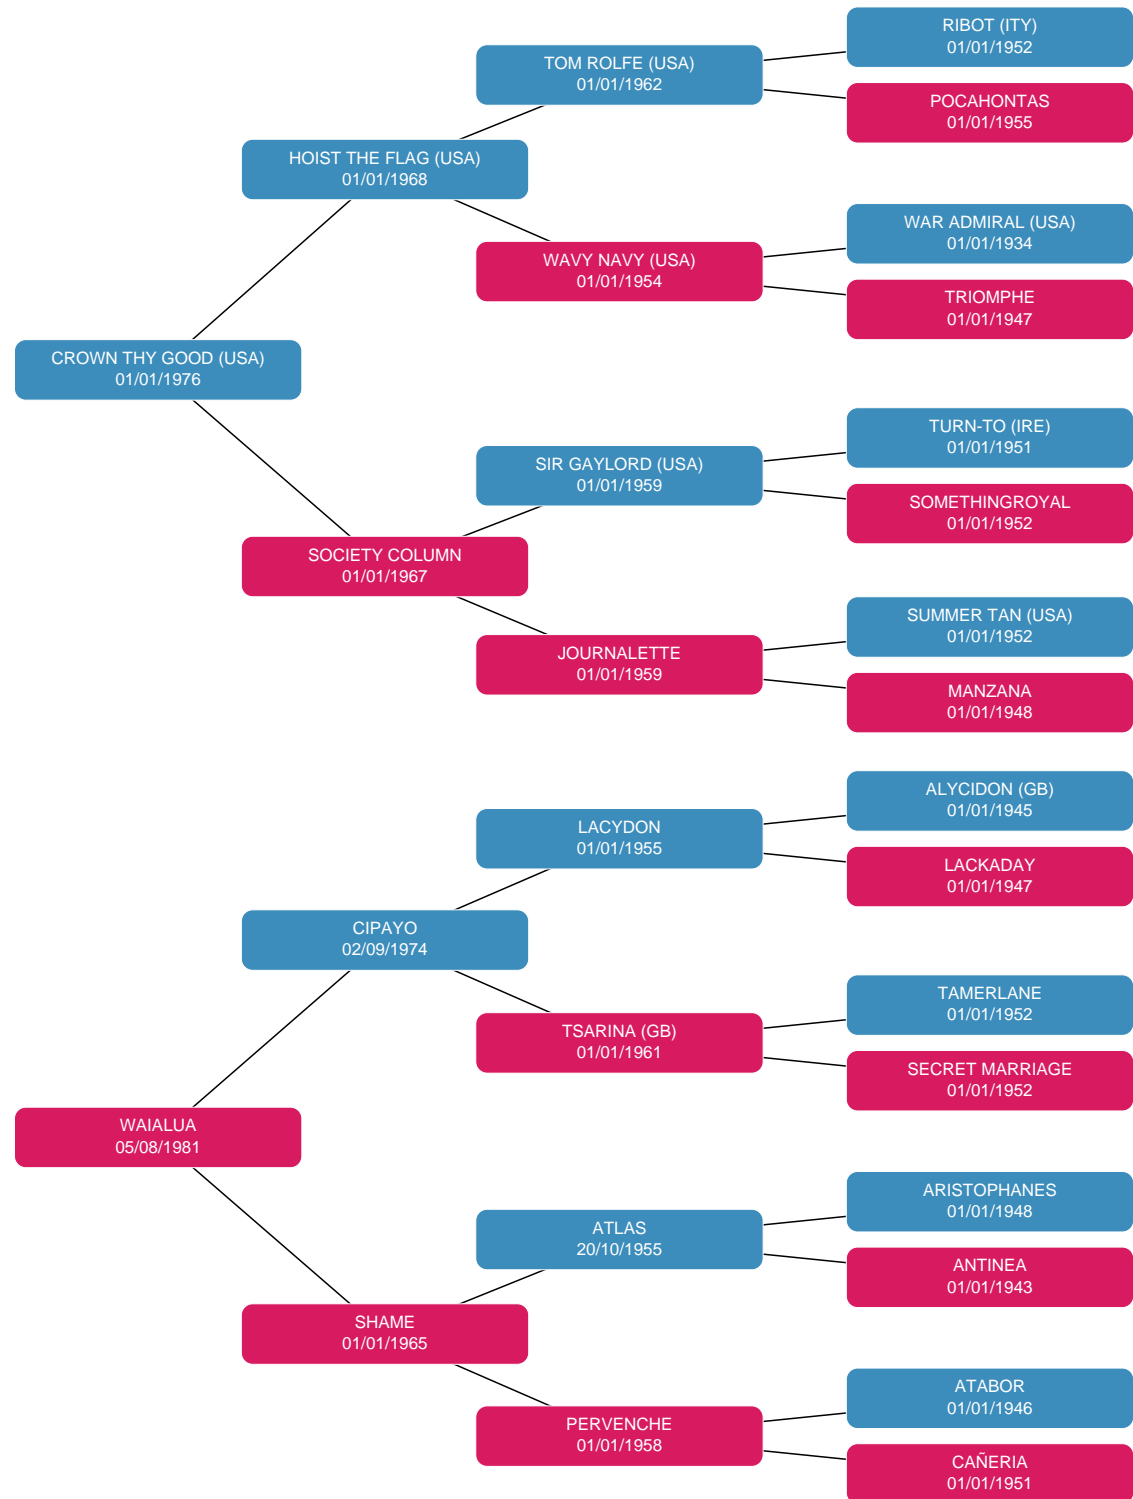 RIBOT (ITY)
01/01/1952
TOM ROLFE (USA)
01/01/1962
POCAHONTAS
01/01/1955
HOIST THE FLAG (USA)
01/01/1968
WAR ADMIRAL (USA)
01/01/1934
WAVY NAVY (USA)
01/01/1954
TRIOMPHE
01/01/1947
CROWN THY GOOD (USA)
01/01/1976
TURN-TO (IRE)
01/01/1951
SIR GAYLORD (USA)
01/01/1959
SOMETHINGROYAL
01/01/1952
SOCIETY COLUMN
01/01/1967
SUMMER TAN (USA)
01/01/1952
JOURNALETTE
01/01/1959
MANZANA
01/01/1948
ALYCIDON (GB)
01/01/1945
LACYDON
01/01/1955
LACKADAY
01/01/1947
CIPAYO
02/09/1974
TAMERLANE
01/01/1952
TSARINA (GB)
01/01/1961
SECRET MARRIAGE
01/01/1952
WAIALUA
05/08/1981
ARISTOPHANES
01/01/1948
ATLAS
20/10/1955
ANTINEA
01/01/1943
SHAME
01/01/1965
ATABOR
01/01/1946
PERVENCHE
01/01/1958
CAÑERIA
01/01/1951